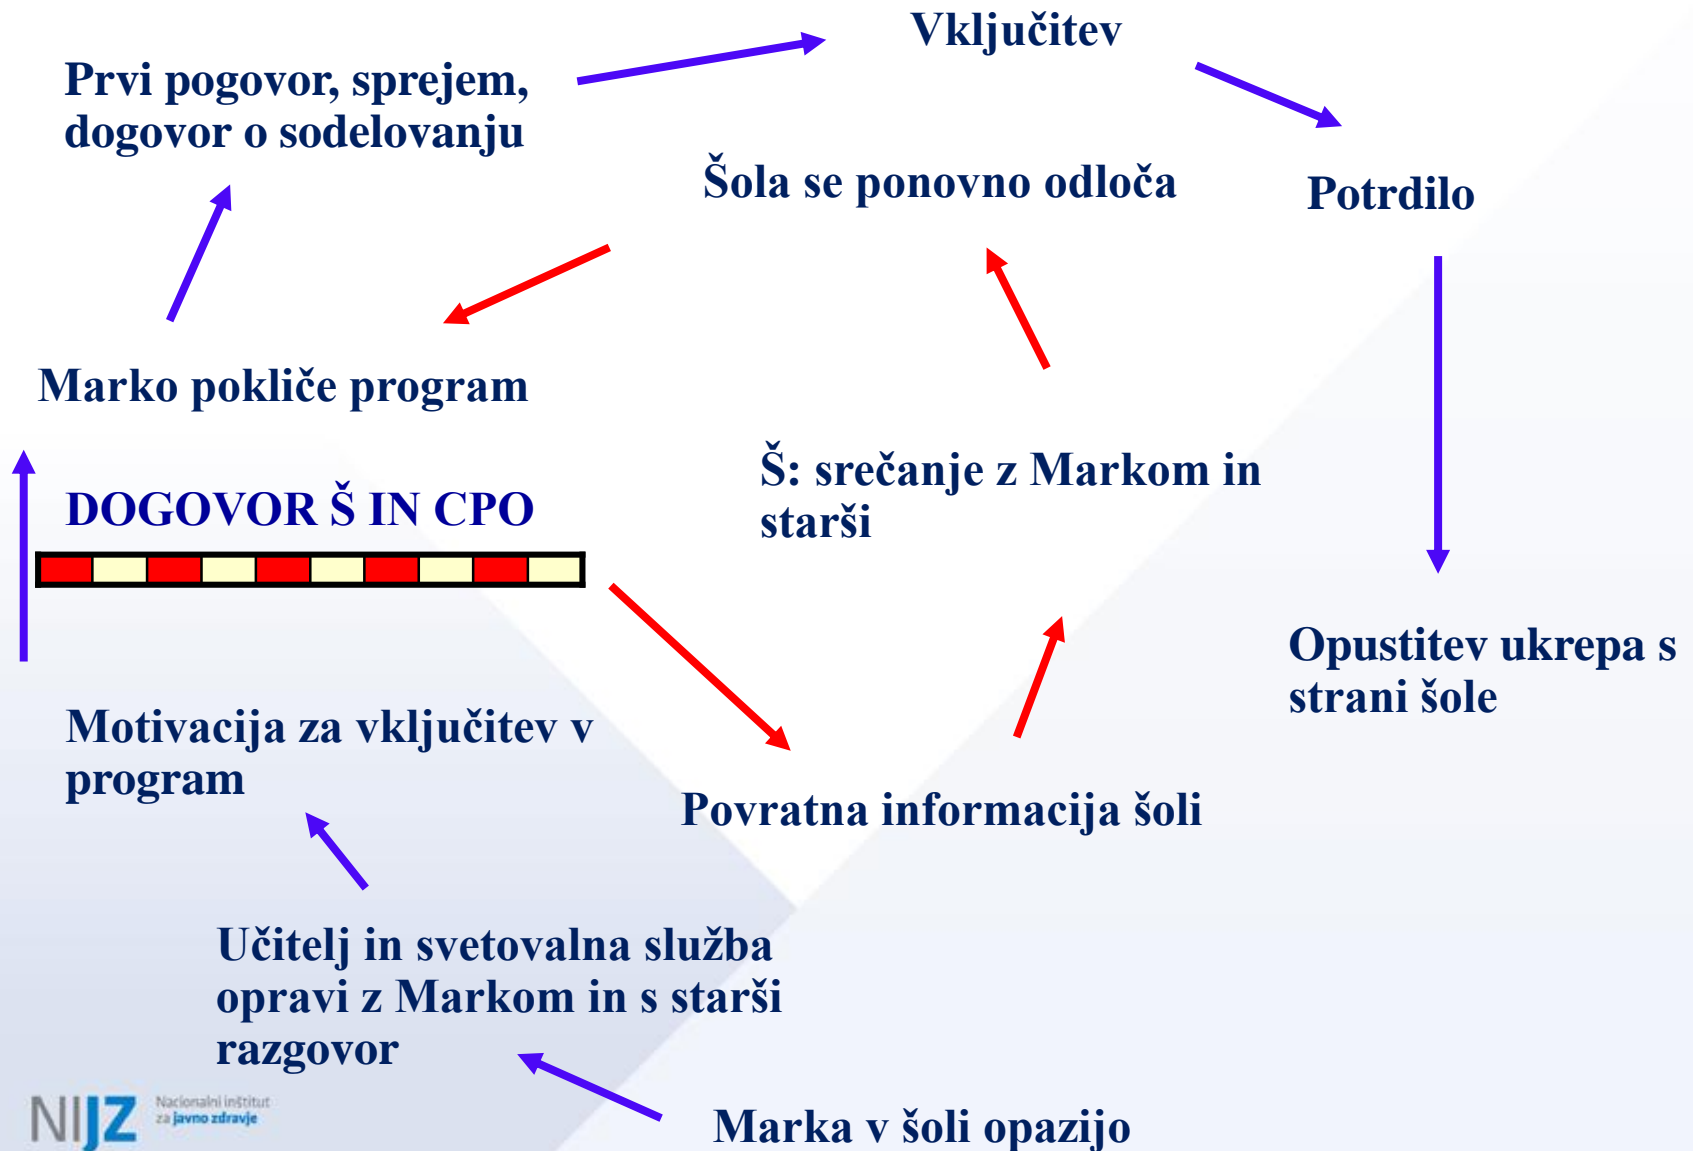 Vključitev
Prvi pogovor, sprejem,
dogovor o sodelovanju
Šola se ponovno odloča
Potrdilo
Marko pokliče program
Š: srečanje z Markom in
starši
DOGOVOR Š IN CPO
Opustitev ukrepa s
strani šole
Motivacija za vključitev v
program
Povratna informacija šoli
Učitelj in svetovalna služba
opravi z Markom in s starši
razgovor
NIJZ
Nacionalni inštitut
za javno zdravje
Marka v šoli opazijo